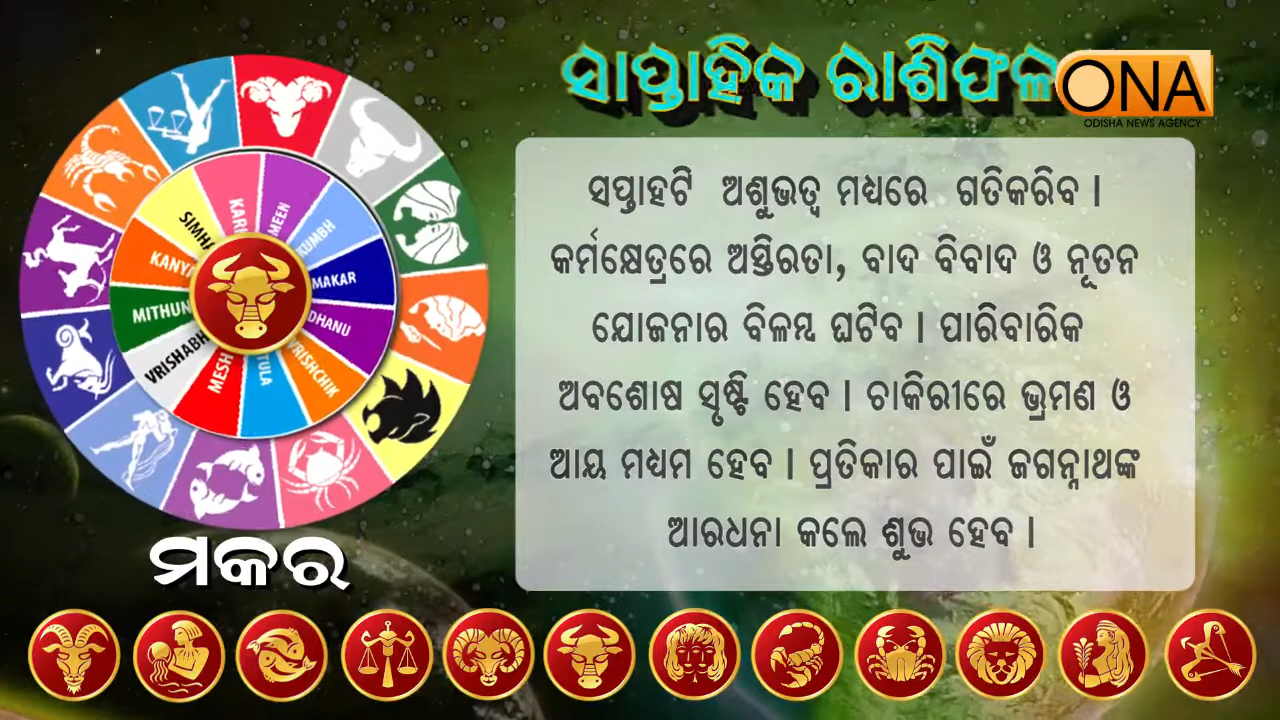 ସାପ୍ତାହିକ ରାଶିଫଳ
ONA
ODISHA NEWS AGENCY
ସପ୍ତାହଟି ଅଶୁଭତ୍ୱ ମଧ୍ୟରେ ଗତିକରିବ |
କର୍ମକ୍ଷେତ୍ରରେ ଅସ୍ତିରତା, ବାଦ ବିବାଦ ଓ ନୂତନ
ଯୋଜନାର ବିଳମ୍ବ ଘଟିବ | ପାରିବାରିକ
ଅବଶୋଷ ସୃଷ୍ଟି ହେବ | ଚାକିରୀରେ ଭ୍ରମଣ ଓ
ଆୟ ମଧ୍ୟମ ହେବ | ପ୍ରତିକାର ପାଇଁ ଜଗନ୍ନାଥଙ୍କ
ଆରଧନା କଲେ ଶୁଭ ହେବ |
MEEN
KUMBH
MAKAR
DHANU
VRISHCHIK
TULA
MESH
VRISHABH
MITHUN
KANYA
SIMHA
KARK
ମକର